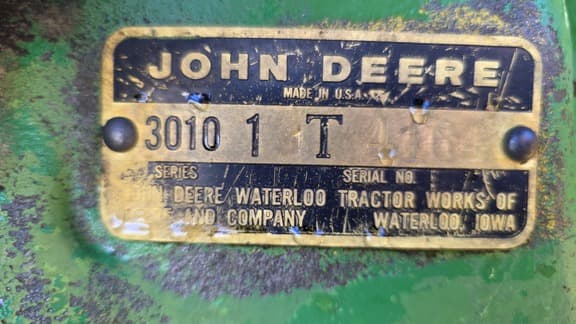 JOHN DEERE
MADE IN U.S.A.
3010 1 T
SERIES SERIAL NO.
DEERE WATERLOO TRACTOR WORKS OF
AND COMPANY WATERLOO, IOWA